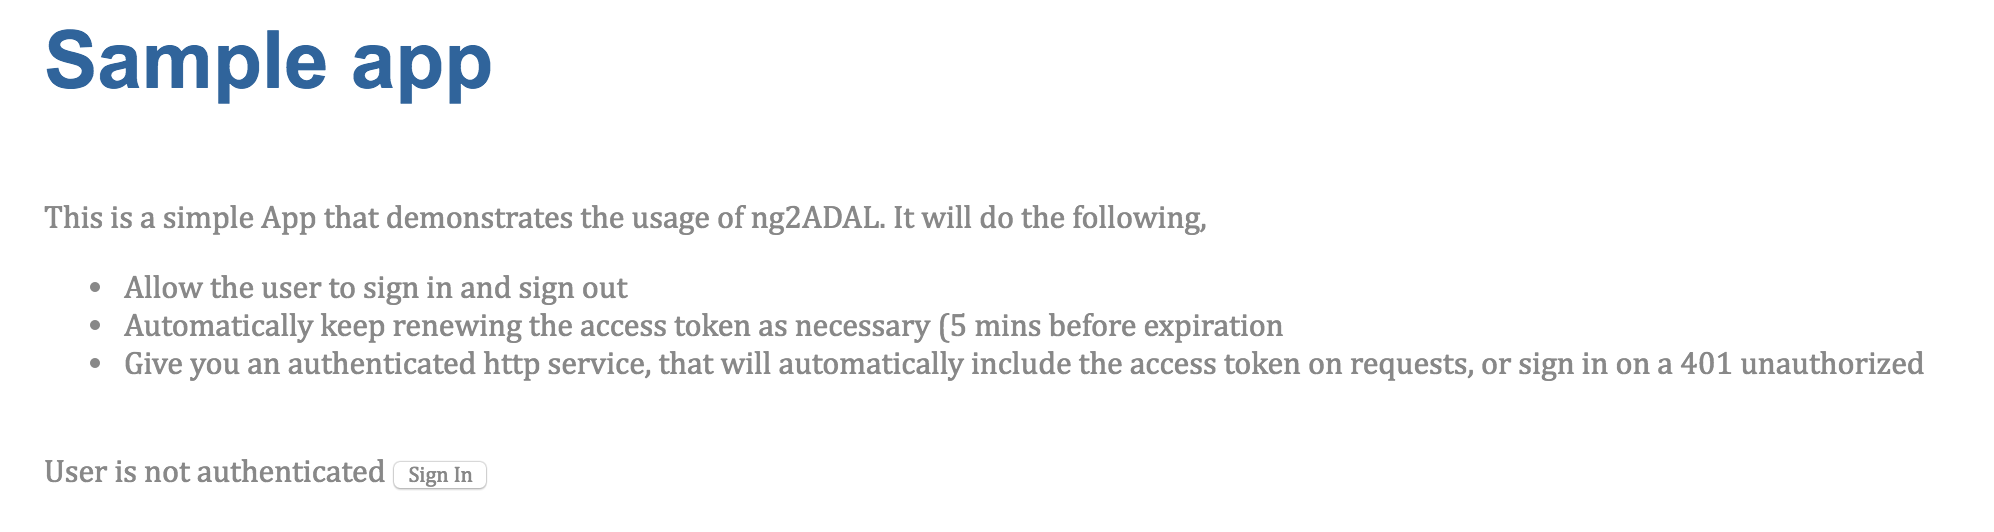 Sample app
This is a simple App that demonstrates the usage of ng2ADAL. It will do the following,
• Allow the user to sign in and sign out
• Automatically keep renewing the access token as necessary (5 mins before expiration
• Give you an authenticated http service, that will automatically include the access token on requests, or sign in on a 401 unauthorized
User is not authenticated Sign In